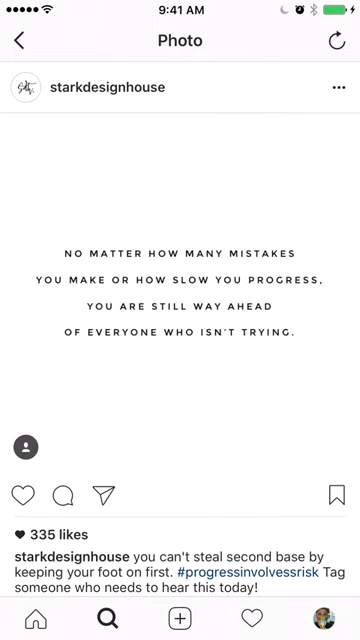 9:41 AM
Photo
starkdesignhouse
NO MATTER HOW MANY MISTAKES
YOU MAKE OR HOW SLOW YOU PROGRESS,
YOU ARE STILL WAY AHEAD
OF EVERYONE WHO ISN'T TRYING.
335 likes
starkdesignhouse you can't steal second base by
keeping your foot on first. #progressinvolvessrisk Tag
someone who needs to hear this today!